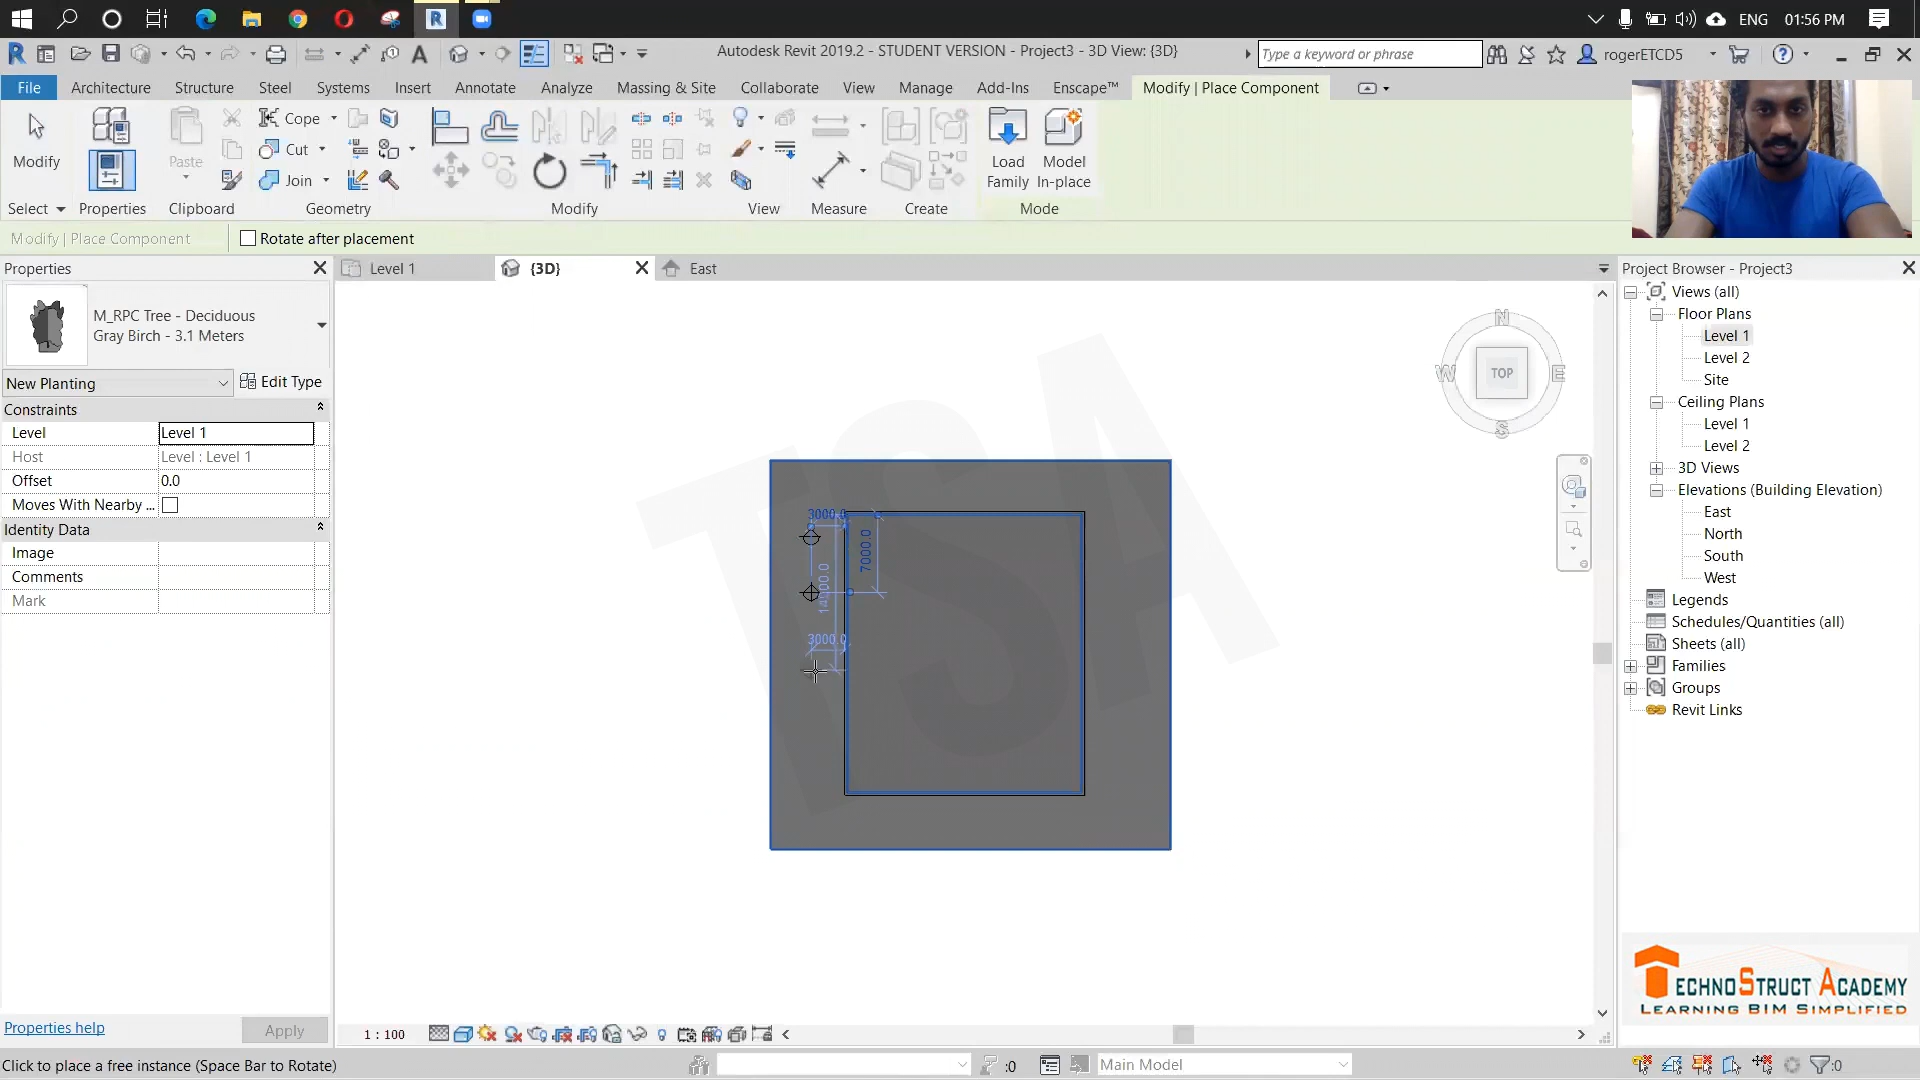 ENG
01:56 PM
Autodesk Revit 2019.2 - STUDENT VERSION - Project3 - 3D View: {3D}
Type a keyword or phrase
rogerETCD5
File
Architecture
Structure
Steel
Systems
Insert
Annotate
Analyze
Massing & Site
Collaborate
View
Manage
Add-Ins
Enscape™
Modify | Place Component
Modify
Paste
Cope
Cut
Join
Load Family
Model In-place
Select
Properties
Clipboard
Geometry
Modify
View
Measure
Create
Mode
Modify | Place Component
Rotate after placement
Properties
M_RPC Tree - Deciduous
Gray Birch - 3.1 Meters
New Planting
Edit Type
Constraints
Level
Level 1
Host
Level : Level 1
Offset
0.0
Moves With Nearby ...
Identity Data
Image
Comments
Mark
Properties help
Apply
Level 1
{3D}
East
TSA
N
W
TOP
E
S
3000.0
7000.0
3000.0
1 : 100
Project Browser - Project3
Views (all)
Floor Plans
Level 1
Level 2
Site
Ceiling Plans
Level 1
Level 2
3D Views
Elevations (Building Elevation)
East
North
South
West
Legends
Schedules/Quantities (all)
Sheets (all)
Families
Groups
Revit Links
TECHNOSTRUCT ACADEMY
LEARNING BIM SIMPLIFIED
Click to place a free instance (Space Bar to Rotate)
:0
Main Model
:0